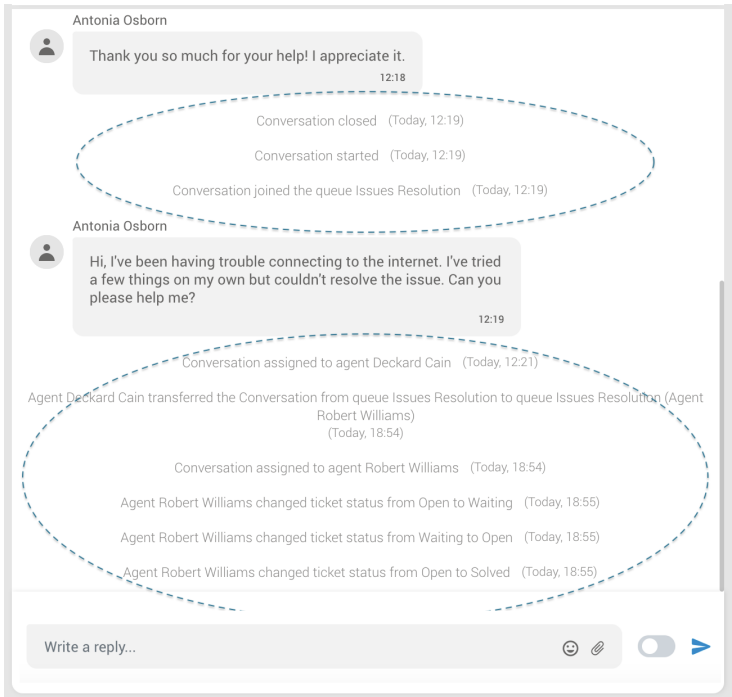 Antonia Osborn
Thank you so much for your help! I appreciate it.
12:18
Conversation closed (Today, 12:19)
Conversation started (Today, 12:19)
Conversation joined the queue Issues Resolution (Today, 12:19)
Antonia Osborn
Hi, I've been having trouble connecting to the internet. I've tried
a few things on my own but couldn't resolve the issue. Can you
please help me?
12:19
Conversation assigned to agent Deckard Cain (Today, 12:21)
Agent Deckard Cain transferred the Conversation from queue Issues Resolution to queue Issues Resolution (Agent
Robert Williams)
(Today, 18:54)
Conversation assigned to agent Robert Williams (Today, 18:54)
Agent Robert Williams changed ticket status from Open to Waiting (Today, 18:55)
Agent Robert Williams changed ticket status from Waiting to Open (Today, 18:55)
Agent Robert Williams changed ticket status from Open to Solved (Today, 18:55)
Write a reply...